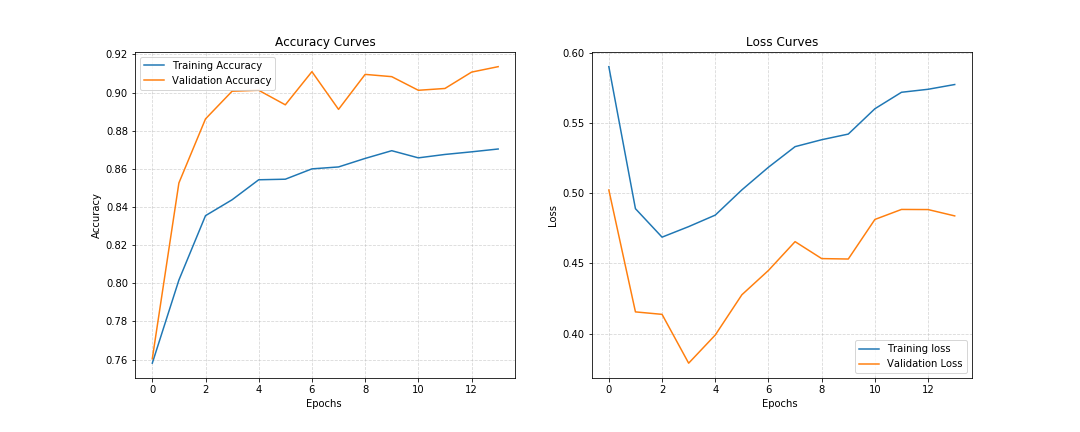 Accuracy Curves
Training Accuracy
Validation Accuracy
0.92
0.90
0.88
0.86
0.84
0.82
0.80
0.78
0.76
Accuracy
0 2 4 6 8 10 12
Epochs
Loss Curves
0.60
0.55
0.50
0.45
0.40
Loss
Training loss
Validation Loss
0 2 4 6 8 10 12
Epochs